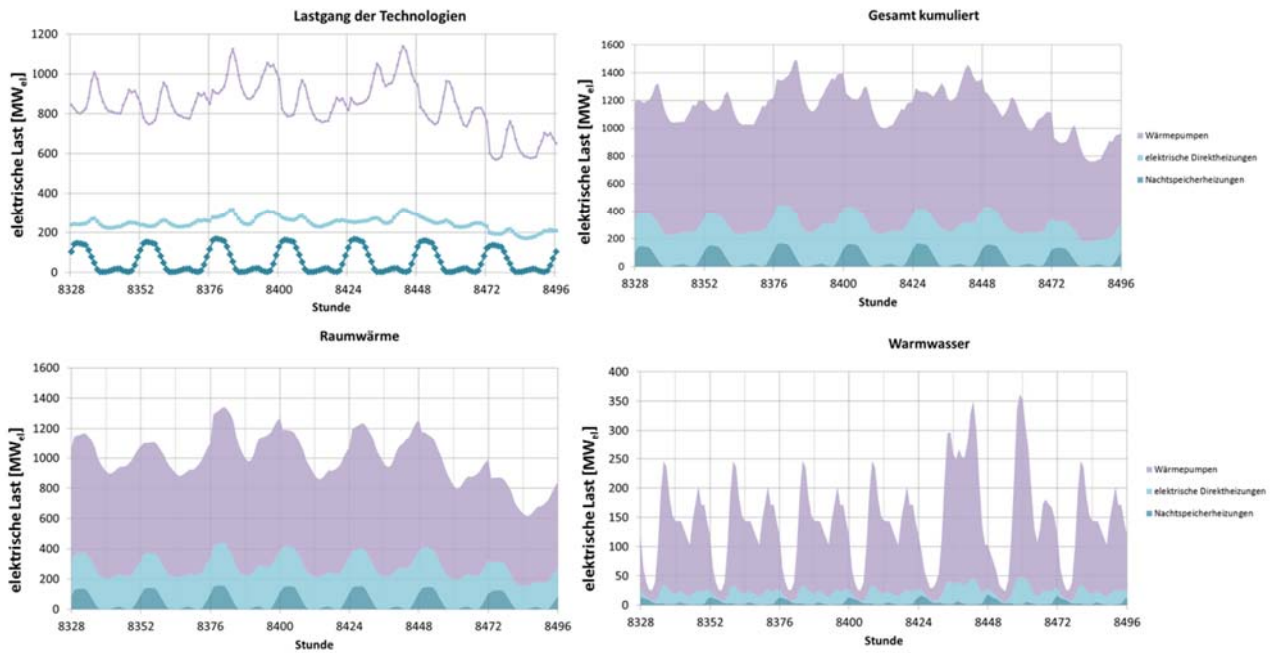 Lastgang der Technologien
elektrische Last [MWel]
1200
1000
800
600
400
200
0
8328 8352 8376 8400 8424 8448 8472 8496
Stunde
Gesamt kumuliert
elektrische Last [MWel]
1600
1400
1200
1000
800
600
400
200
0
8328 8352 8376 8400 8424 8448 8472 8496
Stunde
Wärmepumpen
elektrische Direktheizungen
Nachtspeicherheizungen
Raumwärme
elektrische Last [MWel]
1600
1400
1200
1000
800
600
400
200
0
8328 8352 8376 8400 8424 8448 8472 8496
Stunde
Warmwasser
elektrische Last [MWel]
400
350
300
250
200
150
100
50
0
8328 8352 8376 8400 8424 8448 8472 8496
Stunde
Wärmepumpen
elektrische Direktheizungen
Nachtspeicherheizungen